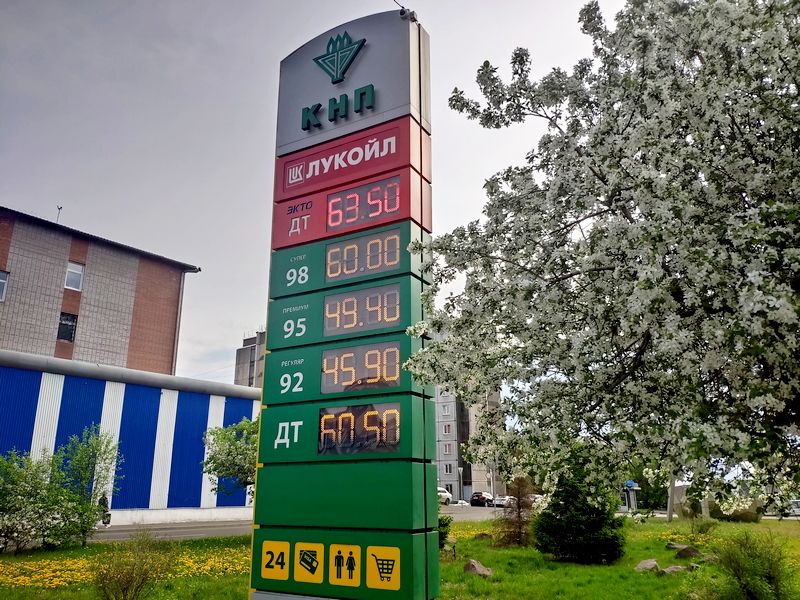 КНП
LUK ЛУКОЙЛ
ЭКТО
ДТ 63.50
СУПЕР
98 60.00
ПРЕМИУМ
95 49.40
РЕГУЛЯР
92 45.90
ДТ 60.50
24